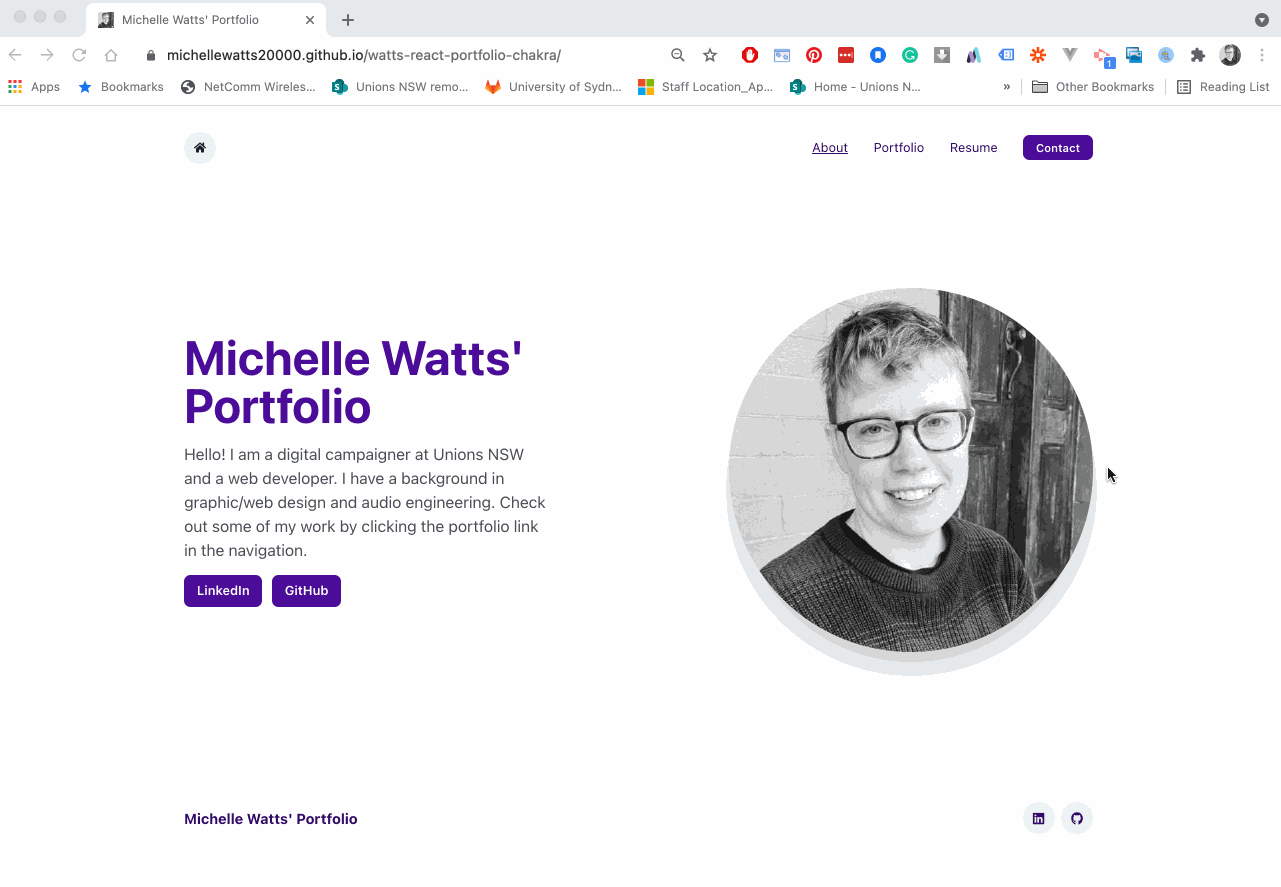 Michelle Watts' Portfolio
michellewatts20000.github.io/watts-react-portfolio-chakra/
1
Apps
Bookmarks
NetComm Wireles...
Unions NSW remo...
University of Sydn...
Staff Location_Ap...
Home - Unions N...
»
Other Bookmarks
Reading List
About
Portfolio
Resume
Contact
Michelle Watts'
Portfolio
Hello! I am a digital campaigner at Unions NSW
and a web developer. I have a background in
graphic/web design and audio engineering. Check
out some of my work by clicking the portfolio link
in the navigation.
LinkedIn
GitHub
Michelle Watts' Portfolio